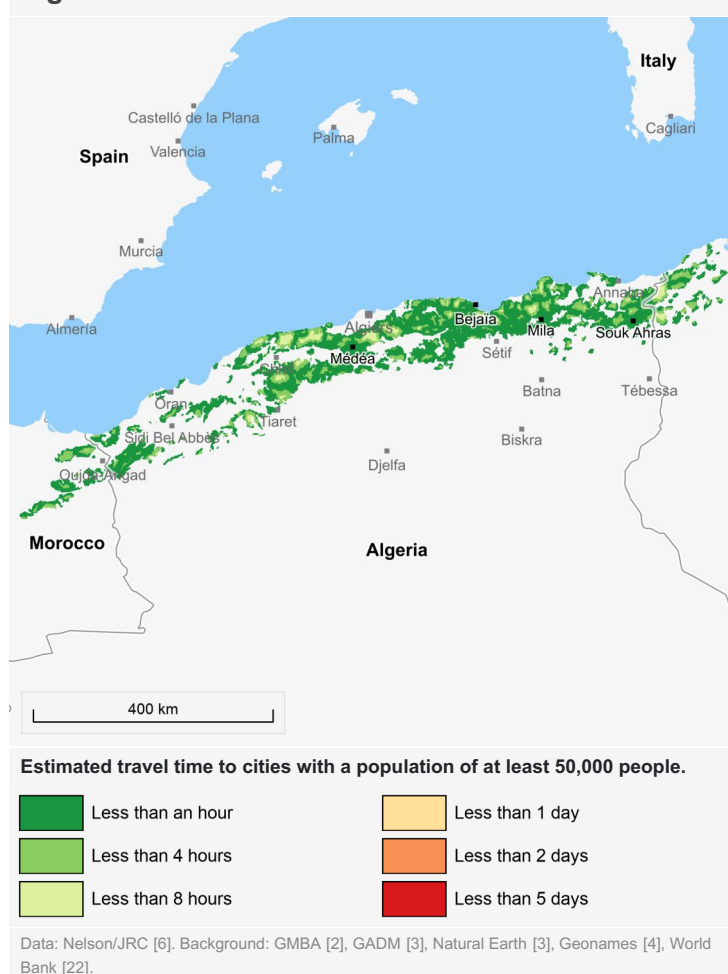 Italy
Castelló de la Plana
Palma
Cagliari
Spain
Valencia
Murcia
Almería
Annaba
Algiers
Bejaïa
Mila
Souk Ahras
Médéa
Sétif
Oran
Batna
Tébessa
Tiaret
Sidi Bel Abbès
Biskra
Djelfa
Oujda-Angad
Morocco
Algeria
400 km
Estimated travel time to cities with a population of at least 50,000 people.
Less than an hour
Less than 1 day
Less than 4 hours
Less than 2 days
Less than 8 hours
Less than 5 days
Data: Nelson/JRC [6]. Background: GMBA [2], GADM [3], Natural Earth [3], Geonames [4], World
Bank [22].